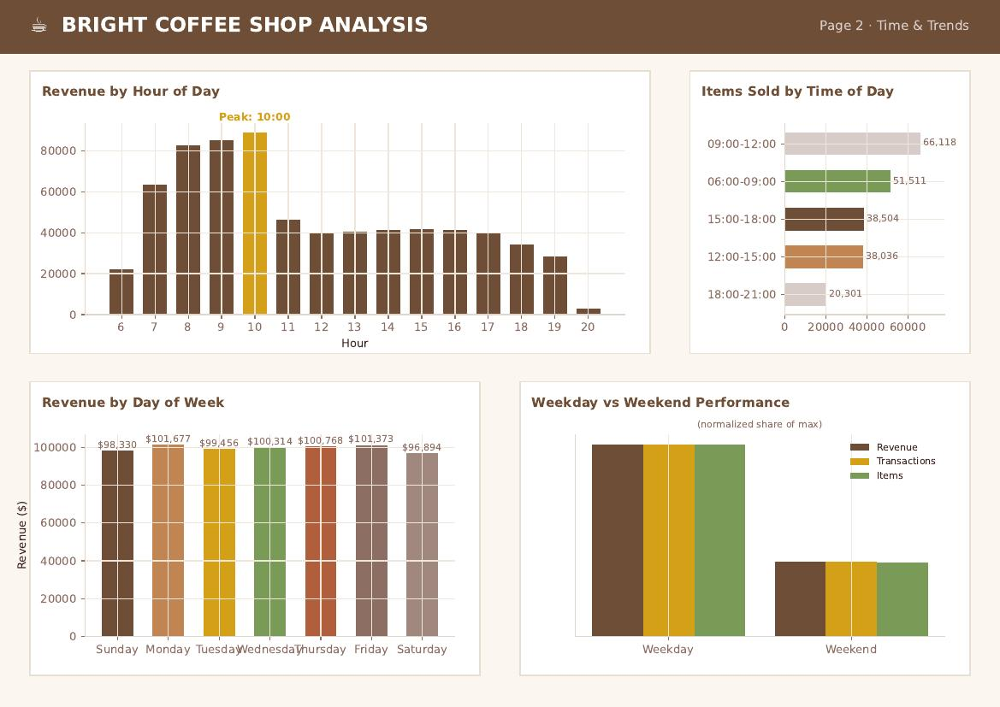 ☕ BRIGHT COFFEE SHOP ANALYSIS
Page 2 · Time & Trends
Revenue by Hour of Day
Peak: 10:00
80000
60000
40000
20000
0
6 7 8 9 10 11 12 13 14 15 16 17 18 19 20
Hour
Items Sold by Time of Day
09:00-12:00 66,118
06:00-09:00 51,511
15:00-18:00 38,504
12:00-15:00 38,036
18:00-21:00 20,301
0 20000 40000 60000
Revenue by Day of Week
Revenue ($)
100000
80000
60000
40000
20000
0
$98,330 $101,677 $99,456 $100,314 $100,768 $101,373 $96,894
Sunday Monday Tuesday Wednesday Thursday Friday Saturday
Weekday vs Weekend Performance
(normalized share of max)
Revenue
Transactions
Items
Weekday Weekend